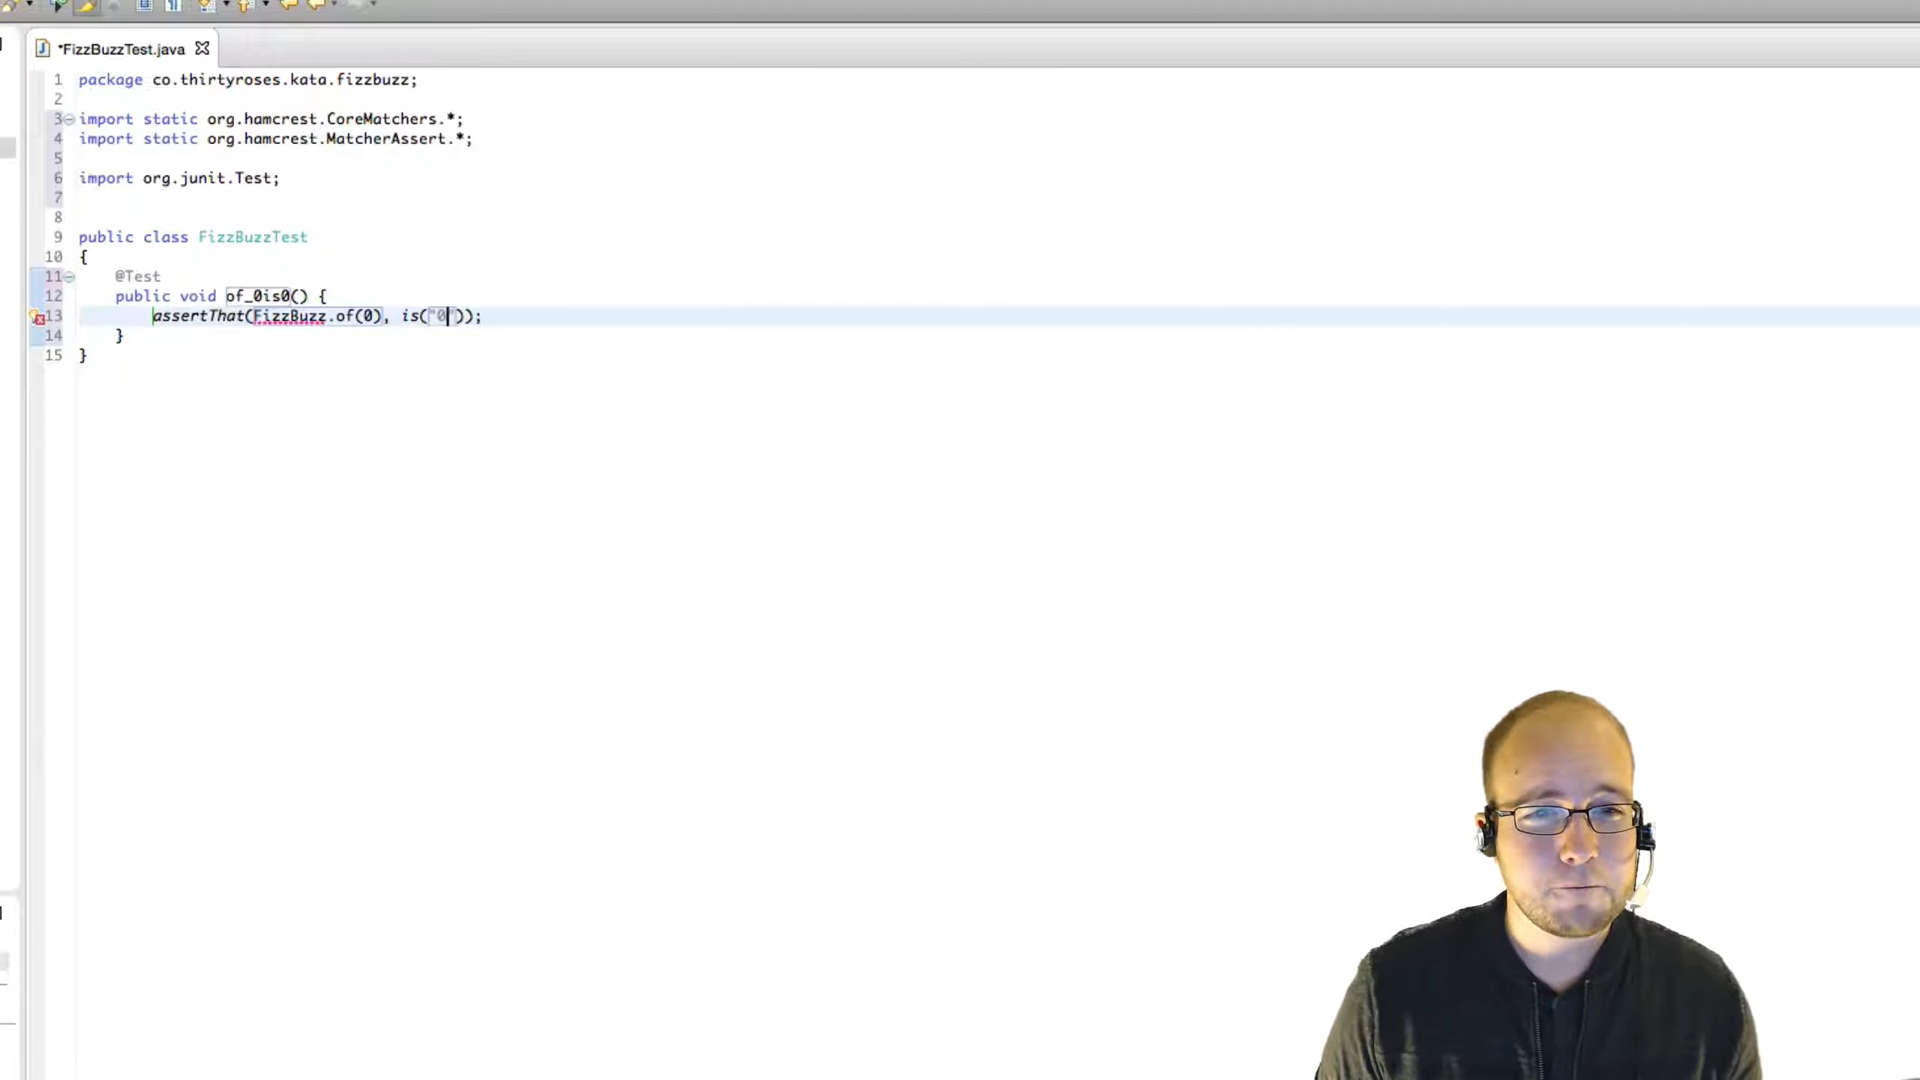 *FizzBuzzTest.java
1 package co.thirtyroses.kata.fizzbuzz;
2
3 import static org.hamcrest.CoreMatchers.*;
4 import static org.hamcrest.MatcherAssert.*;
5
6 import org.junit.Test;
7
8
9 public class FizzBuzzTest
10 {
11 @Test
12 public void of_0is0() {
13 assertThat(FizzBuzz.of(0), is("0"));
14 }
15 }